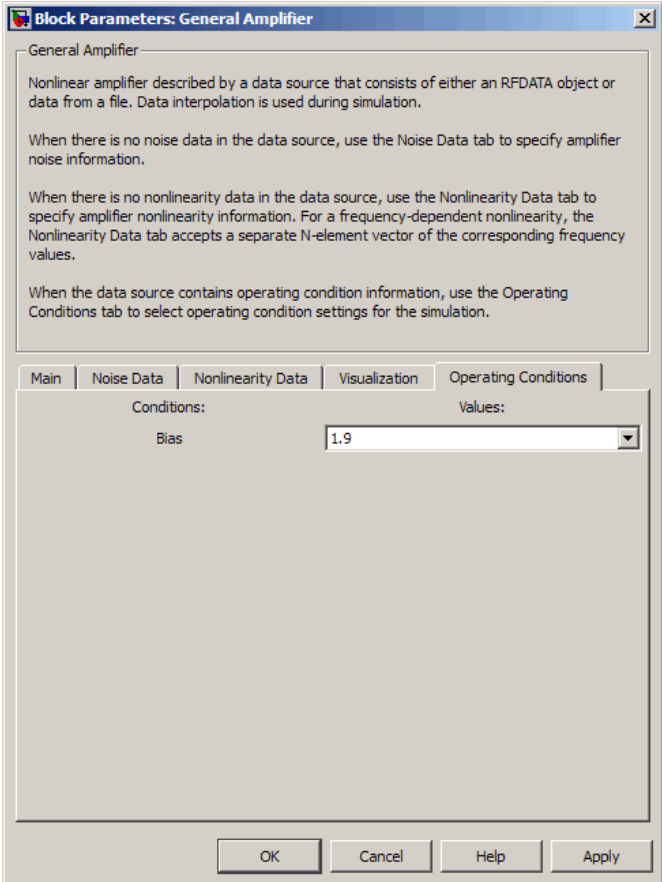 Block Parameters: General Amplifier
General Amplifier
Nonlinear amplifier described by a data source that consists of either an RFDATA object or
data from a file. Data interpolation is used during simulation.
When there is no noise data in the data source, use the Noise Data tab to specify amplifier
noise information.
When there is no nonlinearity data in the data source, use the Nonlinearity Data tab to
specify amplifier nonlinearity information. For a frequency-dependent nonlinearity, the
Nonlinearity Data tab accepts a separate N-element vector of the corresponding frequency
values.
When the data source contains operating condition information, use the Operating
Conditions tab to select operating condition settings for the simulation.
Main Noise Data Nonlinearity Data Visualization Operating Conditions
Conditions: Values:
Bias 1.9
OK Cancel Help Apply